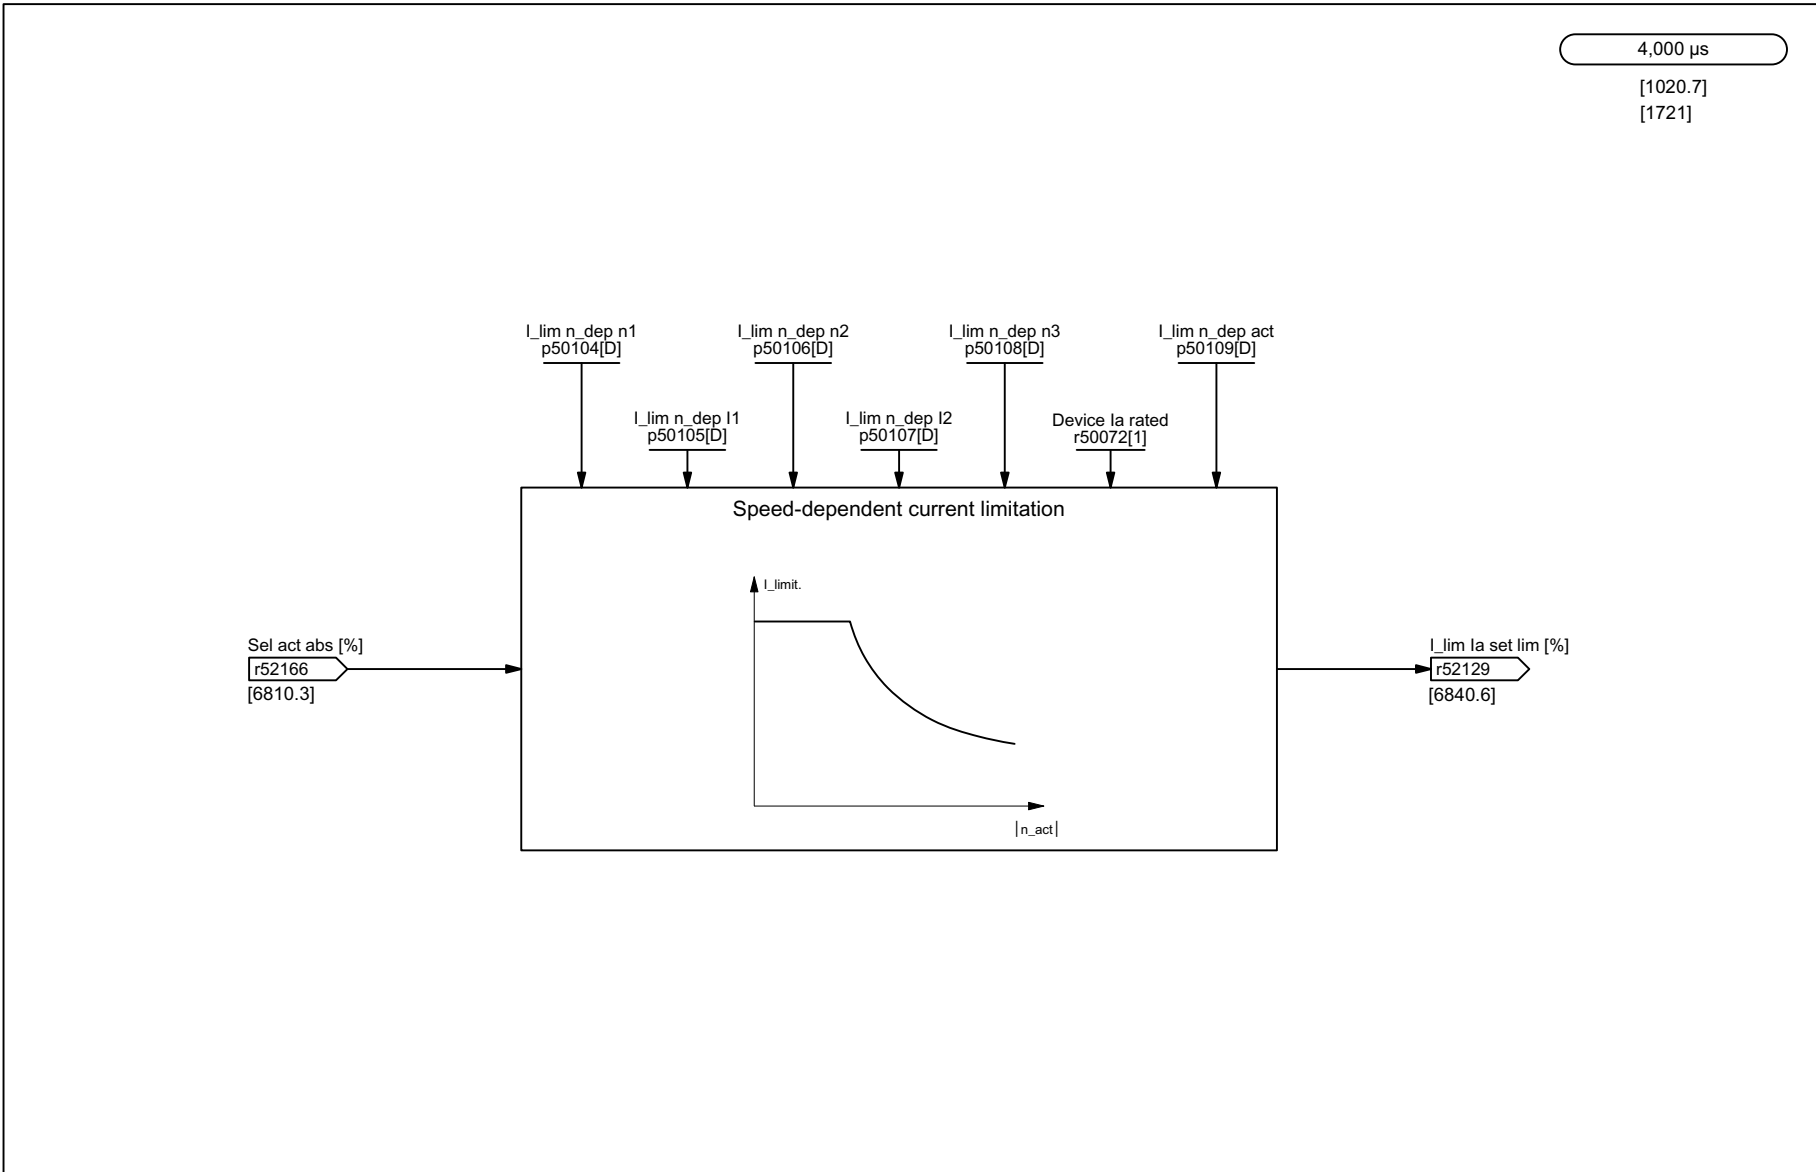 4,000 µs
[1020.7]
[1721]
I_lim n_dep n1
p50104[D]
I_lim n_dep n2
p50106[D]
I_lim n_dep n3
p50108[D]
I_lim n_dep act
p50109[D]
I_lim n_dep I1
p50105[D]
I_lim n_dep I2
p50107[D]
Device Ia rated
r50072[1]
Speed-dependent current limitation
I_limit.
Sel act abs [%]
r52166
[6810.3]
I_lim Ia set lim [%]
r52129
[6840.6]
|n_act|